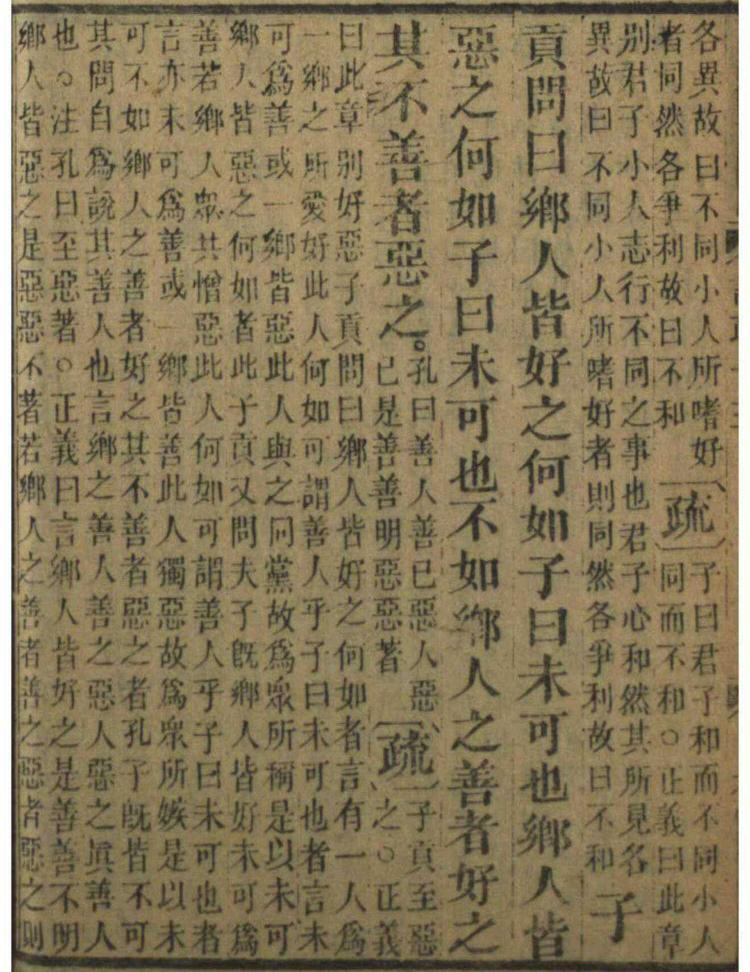 各異故曰不同小人所嗜好
者同然各爭利故曰不和
疏
子曰君子和而不同小人
同而不和○正義曰此章
別君子小人志行不同之事也君子心和然其所見各
異故曰不同小人所嗜好者則同然各爭利故曰不和
子
貢問曰鄉人皆好之何如子曰未可也鄉人皆
惡之何如子曰未可也不如鄉人之善者好之
其不善者惡之。
孔曰善人善已惡人惡
已是善善明惡惡著
疏
子貢至惡
之○正義
曰此章別好惡子貢問曰鄉人皆好之何如者言有一人爲
一鄉之所愛好此人何如可謂善人乎子曰未可也者言未
可爲善或一鄉皆惡此人與之同黨故爲眾所稱是以未可
鄉人皆惡之何如者此子貢又問夫子旣鄉人皆好未可爲
善若鄉人眾共憎惡此人何如可謂善人乎子曰未可也者
言亦未可爲善或一鄉皆善此人獨惡故爲眾所嫉是以未
可不如鄉人之善者好之其不善者惡之者孔子旣皆不可
其問自爲說其善人也言鄉之善人善之惡人惡之眞善人
也○注孔曰至惡著○正義曰言鄉人皆好之是善善不明
鄉人皆惡之是惡惡不著若鄉人之善者善之惡者惡之則